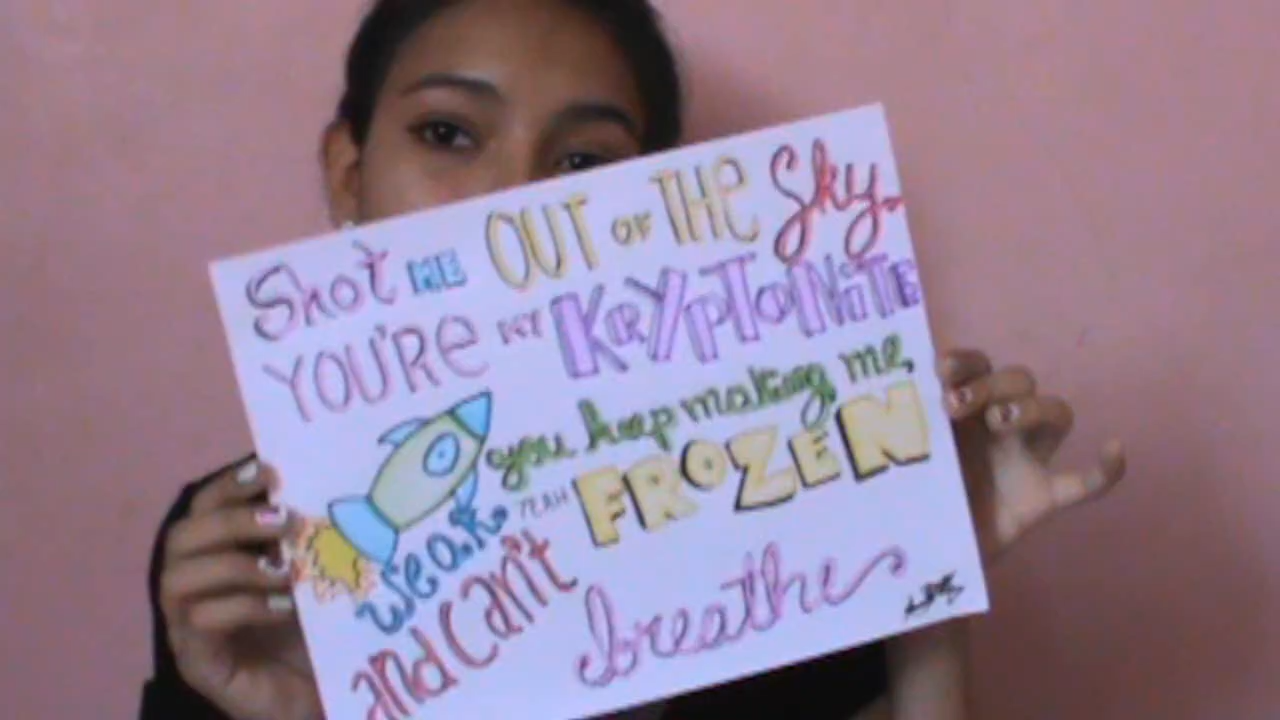 Shot ME OUT OF THE Sky.
YOU'RE MY KRYPTONITE
you keep making me,
weak. YEAH FROZEN
and can't breathe